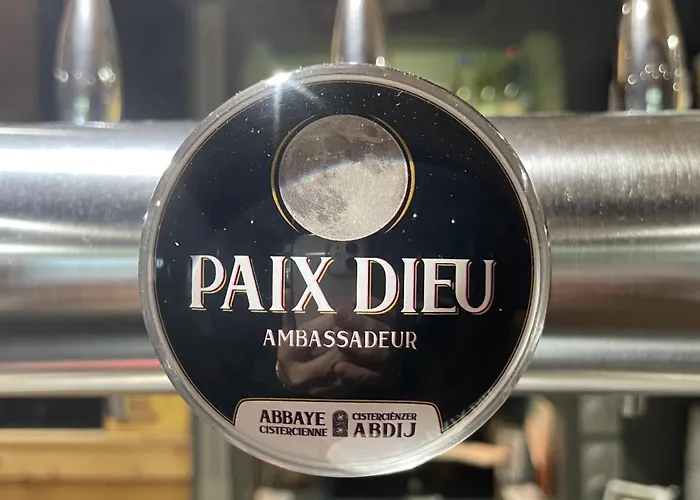 PAIX DIEU
AMBASSADEUR
ABBAYE
CISTERCIENNE
CISTERCIËNZER
ABDIJ